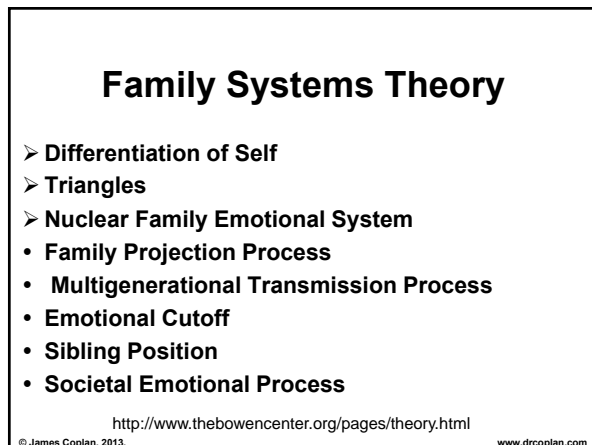 Family Systems Theory
➢ Differentiation of Self
➢ Triangles
➢ Nuclear Family Emotional System
• Family Projection Process
• Multigenerational Transmission Process
• Emotional Cutoff
• Sibling Position
• Societal Emotional Process
http://www.thebowencenter.org/pages/theory.html
© James Coplan, 2013. www.drcoplan.com